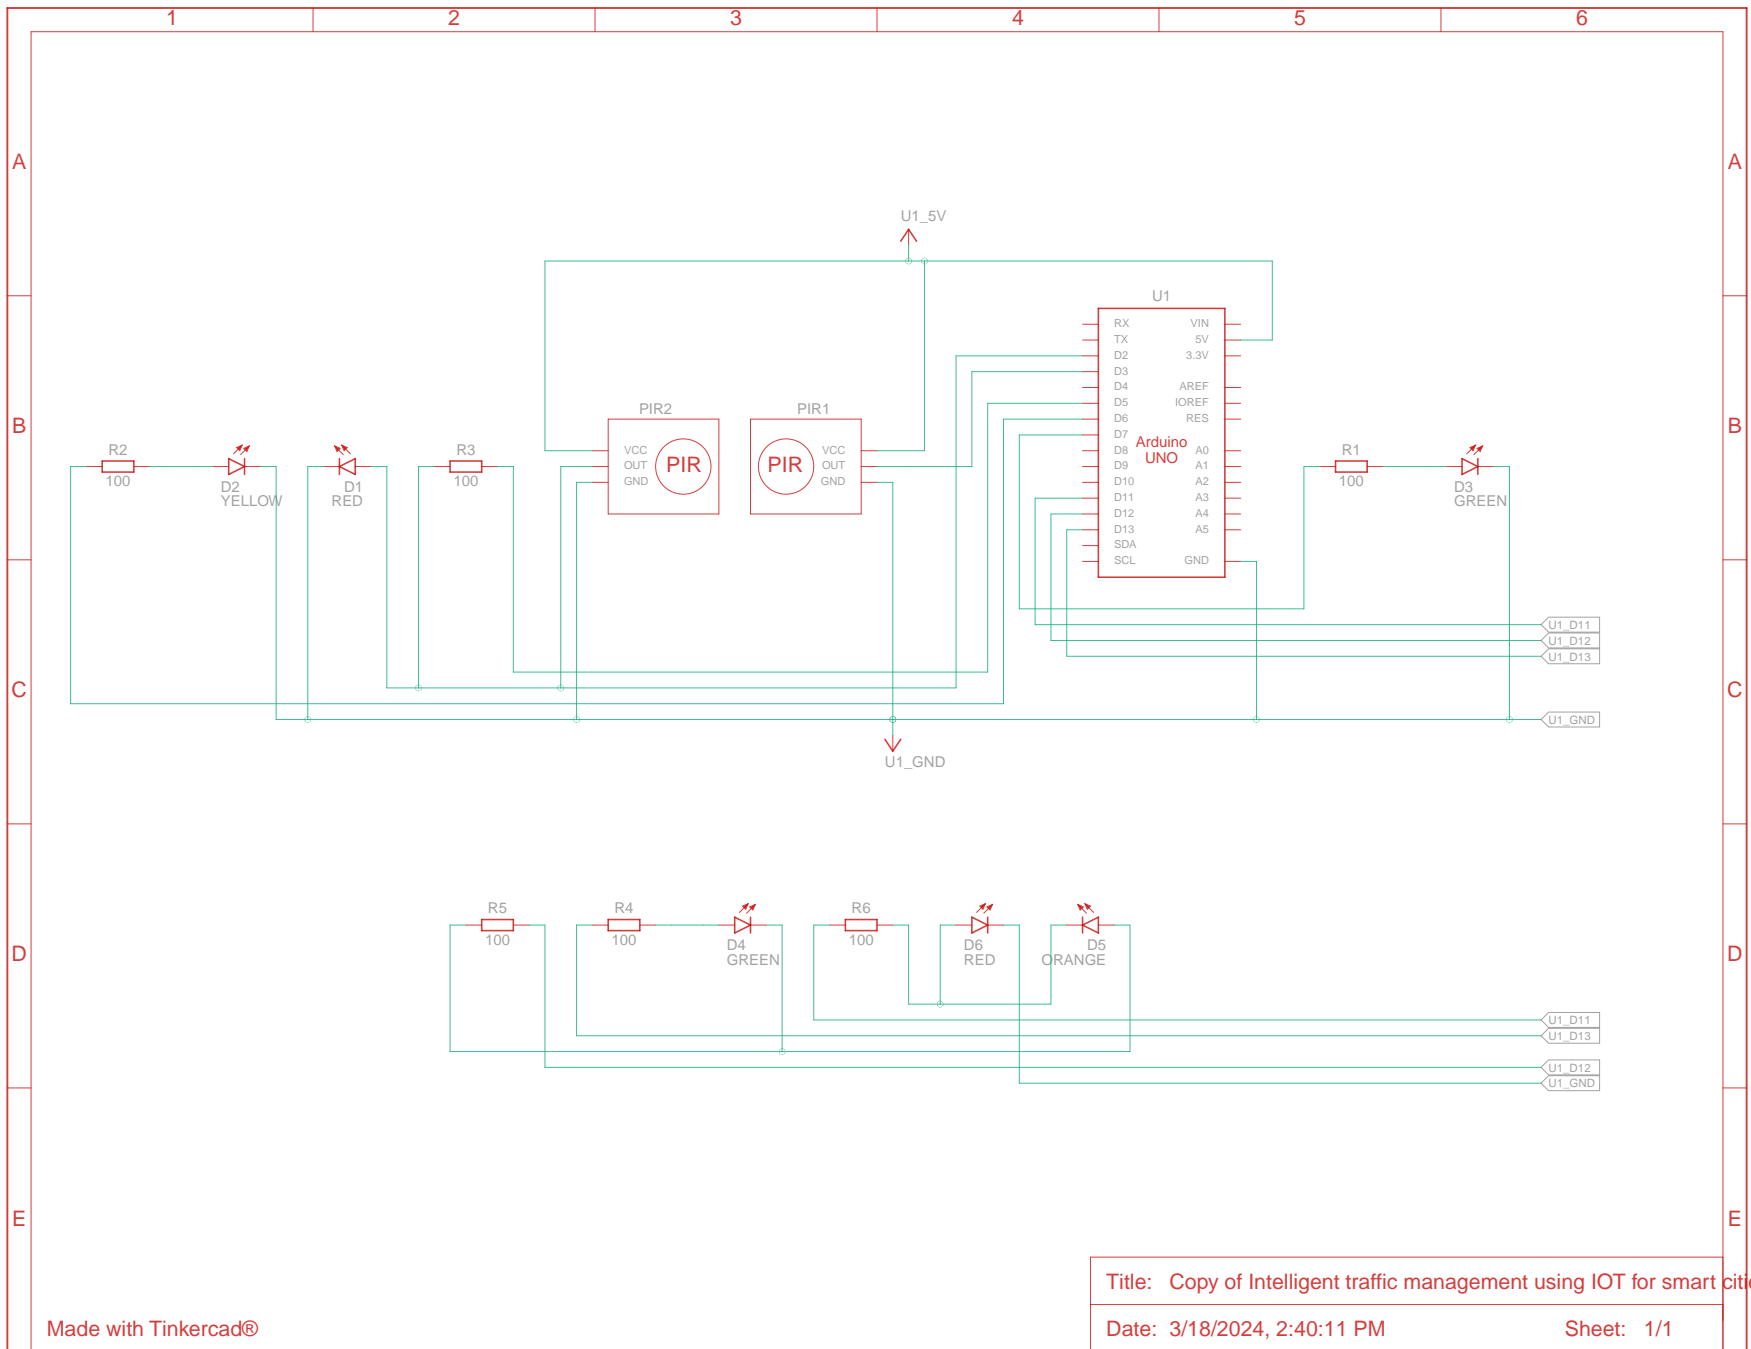 1 2 3 4 5 6
A A
U1_5V
U1
RX VIN
TX 5V
D2 3.3V
D3
D4 AREF
D5 IOREF
D6 RES
D7
D8 A0
D9 A1
D10 A2
D11 A3
D12 A4
D13 A5
SDA
SCL GND
Arduino
UNO
B B
PIR2
VCC
OUT
GND
PIR
PIR1
VCC
OUT
GND
PIR
R2
100
D2
YELLOW
D1
RED
R3
100
R1
100
D3
GREEN
U1_D11
U1_D12
U1_D13
C C
U1_GND
U1_GND
R5
100
R4
100
D4
GREEN
R6
100
D6
RED
D5
ORANGE
D D
U1_D11
U1_D13
U1_D12
U1_GND
E E
Title: Copy of Intelligent traffic management using IOT for smart citi
Made with Tinkercad®
Date: 3/18/2024, 2:40:11 PM Sheet: 1/1